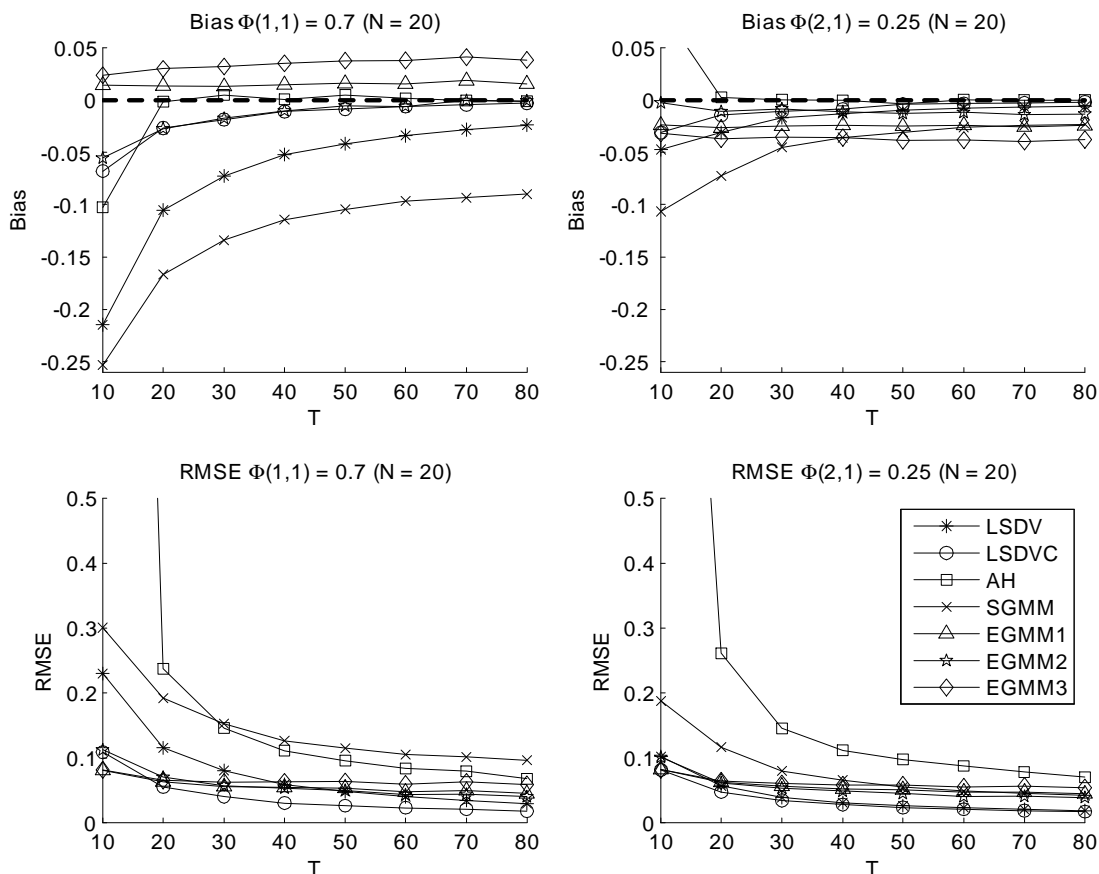 Bias Φ(1,1) = 0.7 (N = 20)
0.05
0
-0.05
-0.1
-0.15
-0.2
-0.25
Bias
10 20 30 40 50 60 70 80
T
Bias Φ(2,1) = 0.25 (N = 20)
0.05
0
-0.05
-0.1
-0.15
-0.2
-0.25
Bias
10 20 30 40 50 60 70 80
T
RMSE Φ(1,1) = 0.7 (N = 20)
0.5
0.4
0.3
0.2
0.1
0
RMSE
10 20 30 40 50 60 70 80
T
RMSE Φ(2,1) = 0.25 (N = 20)
0.5
0.4
0.3
0.2
0.1
0
RMSE
10 20 30 40 50 60 70 80
T
LSDV
LSDVC
AH
SGMM
EGMM1
EGMM2
EGMM3